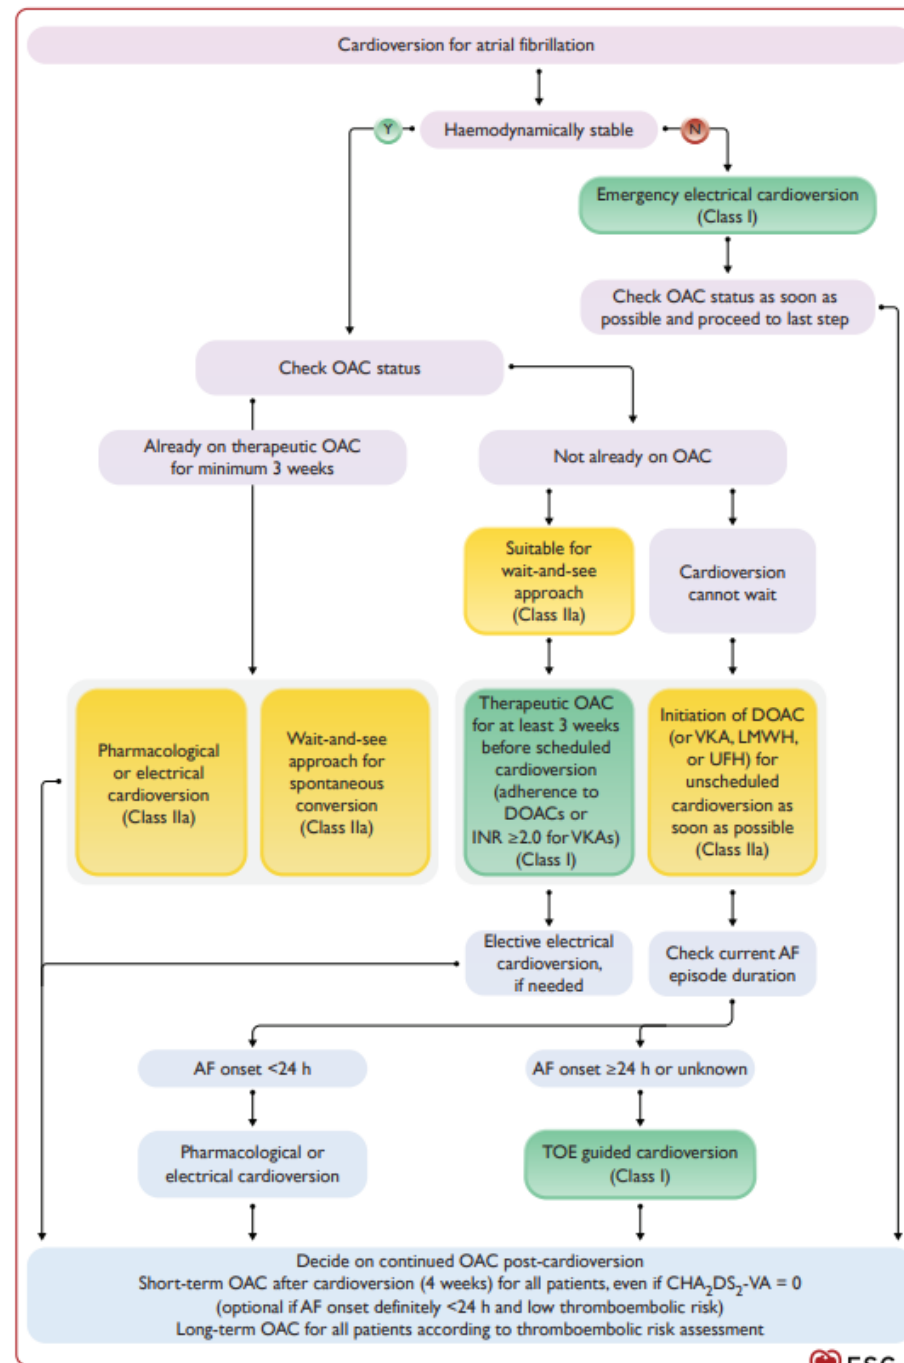 Cardioversion for atrial fibrillation
Y
Haemodynamically stable
N
Emergency electrical cardioversion
(Class I)
Check OAC status as soon as
possible and proceed to last step
Check OAC status
Already on therapeutic OAC
for minimum 3 weeks
Not already on OAC
Suitable for
wait-and-see
approach
(Class IIa)
Cardioversion
cannot wait
Pharmacological
or electrical
cardioversion
(Class IIa)
Wait-and-see
approach for
spontaneous
conversion
(Class IIa)
Therapeutic OAC
for at least 3 weeks
before scheduled
cardioversion
(adherence to
DOACs or
INR ≥2.0 for VKAs)
(Class I)
Initiation of DOAC
(or VKA, LMWH,
or UFH) for
unscheduled
cardioversion as
soon as possible
(Class IIa)
Elective electrical
cardioversion,
if needed
Check current AF
episode duration
AF onset <24 h
AF onset ≥24 h or unknown
Pharmacological or
electrical cardioversion
TOE guided cardioversion
(Class I)
Decide on continued OAC post-cardioversion
Short-term OAC after cardioversion (4 weeks) for all patients, even if CHA₂DS₂-VA = 0
(optional if AF onset definitely <24 h and low thromboembolic risk)
Long-term OAC for all patients according to thromboembolic risk assessment
ESC